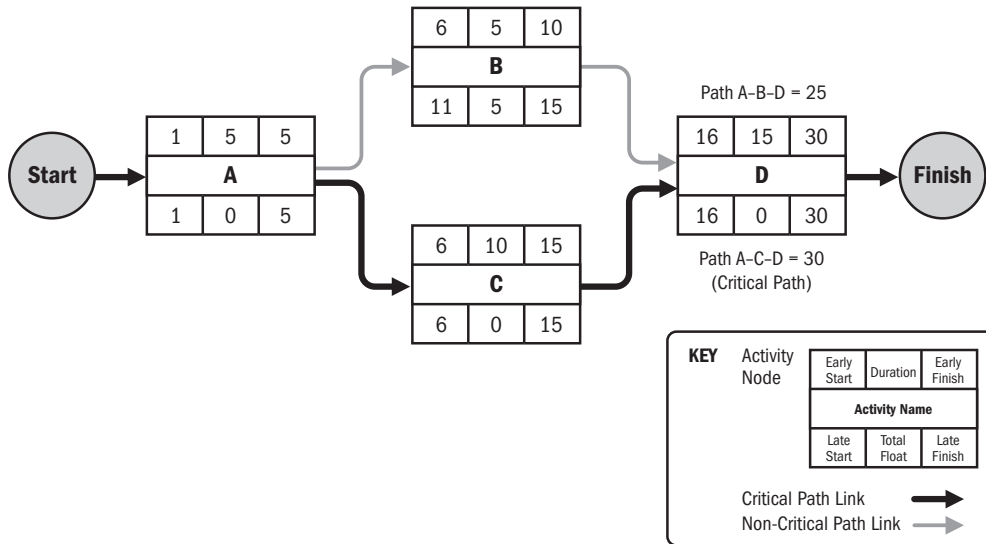 6 5 10
B
11 5 15
Path A–B–D = 25
Start
1 5 5
A
1 0 5
16 15 30
D
16 0 30
Finish
6 10 15
C
6 0 15
Path A–C–D = 30
(Critical Path)
KEY
Activity
Node
Early
Start
Duration
Early
Finish
Activity Name
Late
Start
Total
Float
Late
Finish
Critical Path Link
Non-Critical Path Link